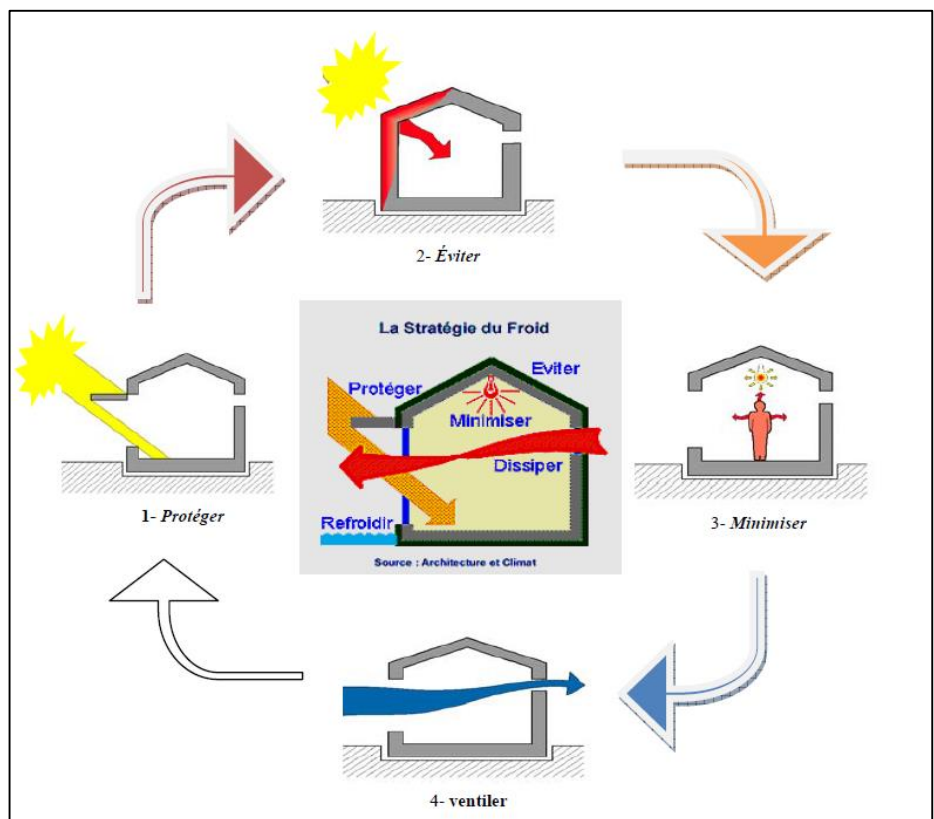 2- Éviter
La Stratégie du Froid
Eviter
Protéger
Minimiser
Dissiper
Refroidir
Source : Architecture et Climat
1- Protéger
3- Minimiser
4- ventiler